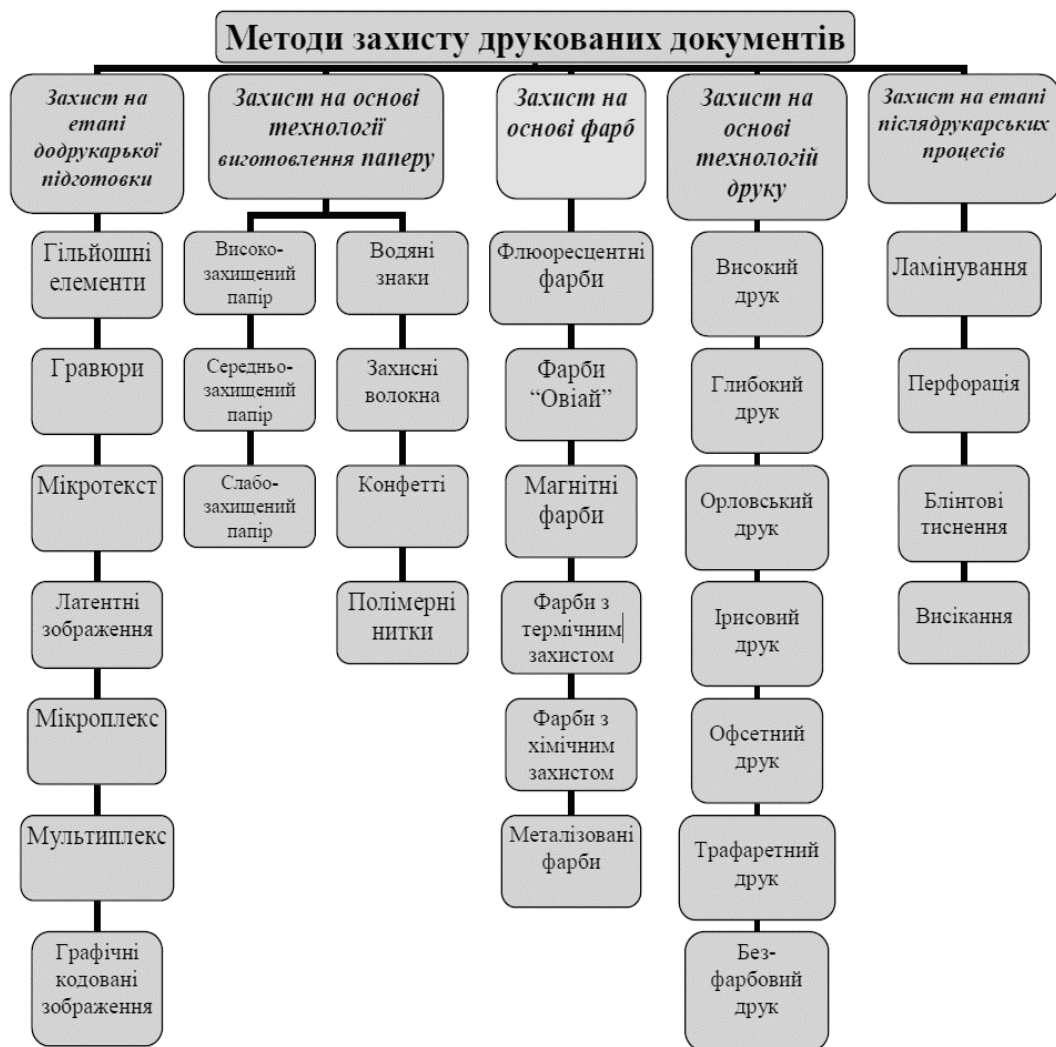 Методи захисту друкованих документів
Захист на
етапі
додрукарької
підготовки
Захист на основі
технології
виготовлення паперу
Захист на
основі фарб
Захист на
основі
технологій
друку
Захист на етапі
післядрукарських
процесів
Гільйошні
елементи
Гравюри
Мікротекст
Латентні
зображення
Мікроплекс
Мультиплекс
Графічні
кодовані
зображення
Високо-
захищений
папір
Середньо-
захищений
папір
Слабо-
захищений
папір
Водяні
знаки
Захисні
волокна
Конфетті
Полімерні
нитки
Флюоресцентні
фарби
Фарби
“Овіай”
Магнітні
фарби
Фарби з
термічним
захистом
Фарби з
хімічним
захистом
Металізовані
фарби
Високий
друк
Глибокий
друк
Орловський
друк
Ірисовий
друк
Офсетний
друк
Трафаретний
друк
Без-
фарбовий
друк
Ламінування
Перфорація
Блінтові
тиснення
Висікання